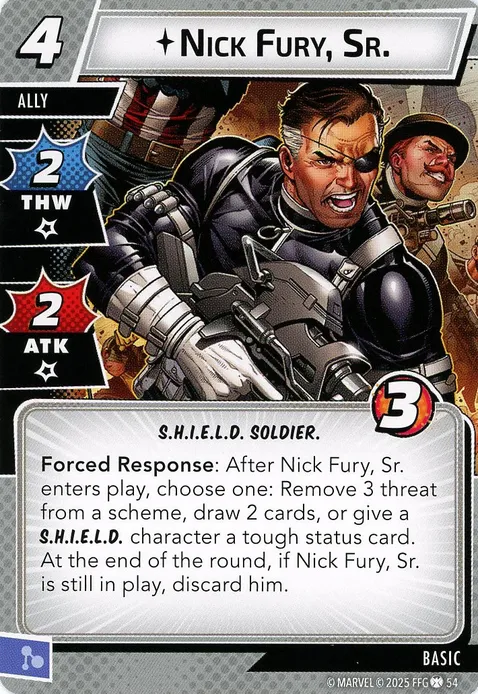 4
NICK FURY, SR.
ALLY
2
THW
2
ATK
3
S.H.I.E.L.D. SOLDIER.
Forced Response: After Nick Fury, Sr.
enters play, choose one: Remove 3 threat
from a scheme, draw 2 cards, or give a
S.H.I.E.L.D. character a tough status card.
At the end of the round, if Nick Fury, Sr.
is still in play, discard him.
BASIC
© MARVEL © 2025 FFG 54